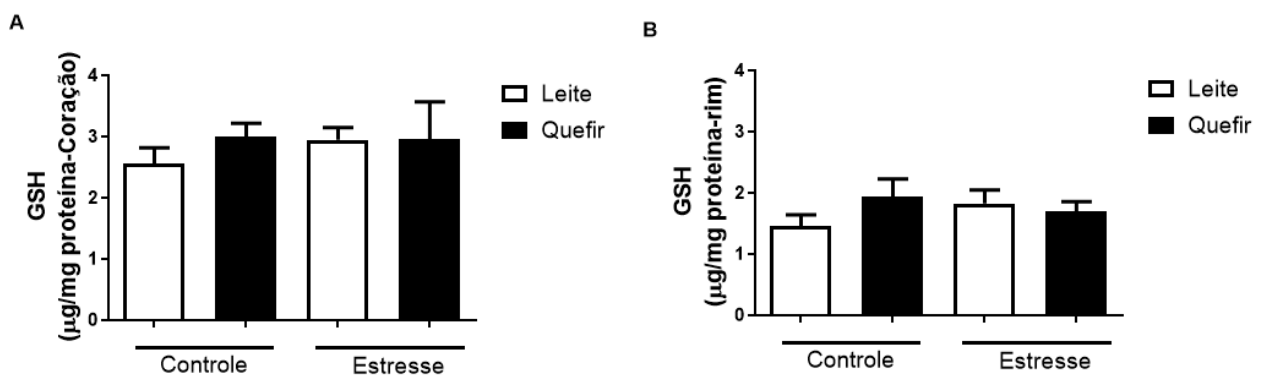 A
GSH
(µg/mg proteína-Coração)
4
3
2
1
0
Controle
Estresse
Leite
Quefir
B
GSH
(µg/mg proteína-rim)
4
3
2
1
0
Controle
Estresse
Leite
Quefir